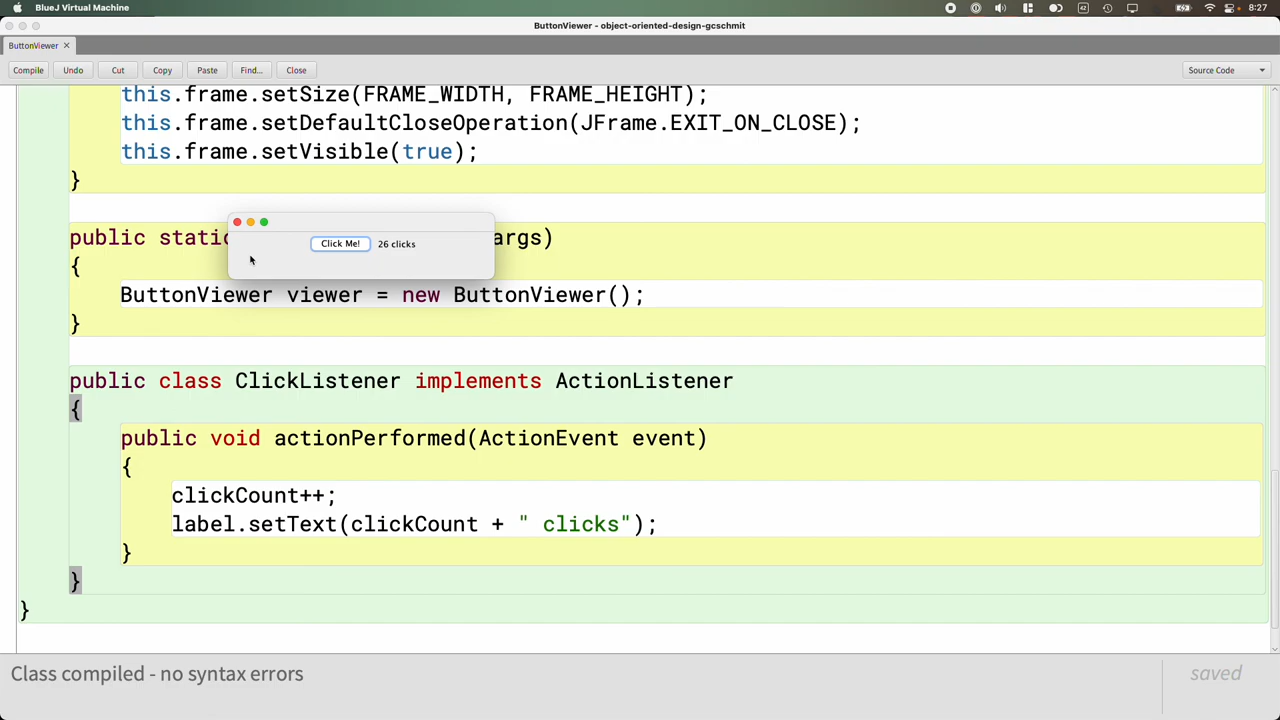 BlueJ Virtual Machine
42
8:27
ButtonViewer - object-oriented-design-gcschmit
ButtonViewer ×
Compile Undo Cut Copy Paste Find... Close Source Code
this.frame.setSize(FRAME_WIDTH, FRAME_HEIGHT);
this.frame.setDefaultCloseOperation(JFrame.EXIT_ON_CLOSE);
this.frame.setVisible(true);
}
public static args)
Click Me! 26 clicks
{
ButtonViewer viewer = new ButtonViewer();
}
public class ClickListener implements ActionListener
{
public void actionPerformed(ActionEvent event)
{
clickCount++;
label.setText(clickCount + " clicks");
}
}
}
Class compiled - no syntax errors
saved